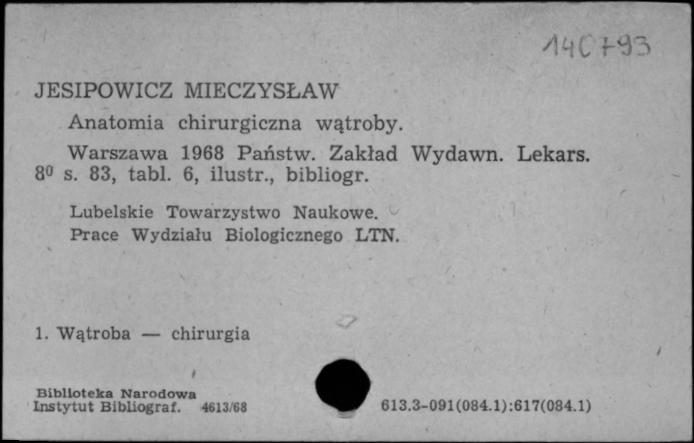 140793
JESIPOWICZ MIECZYSŁAW
Anatomia chirurgiczna wątroby.
Warszawa 1968 Państw. Zakład Wydawn. Lekars.
8⁰ s. 83, tabl. 6, ilustr., bibliogr.
Lubelskie Towarzystwo Naukowe.
Prace Wydziału Biologicznego LTN.
1. Wątroba — chirurgia
Biblioteka Narodowa
Instytut Bibliograf. 4613/68
613.3-091(084.1):617(084.1)